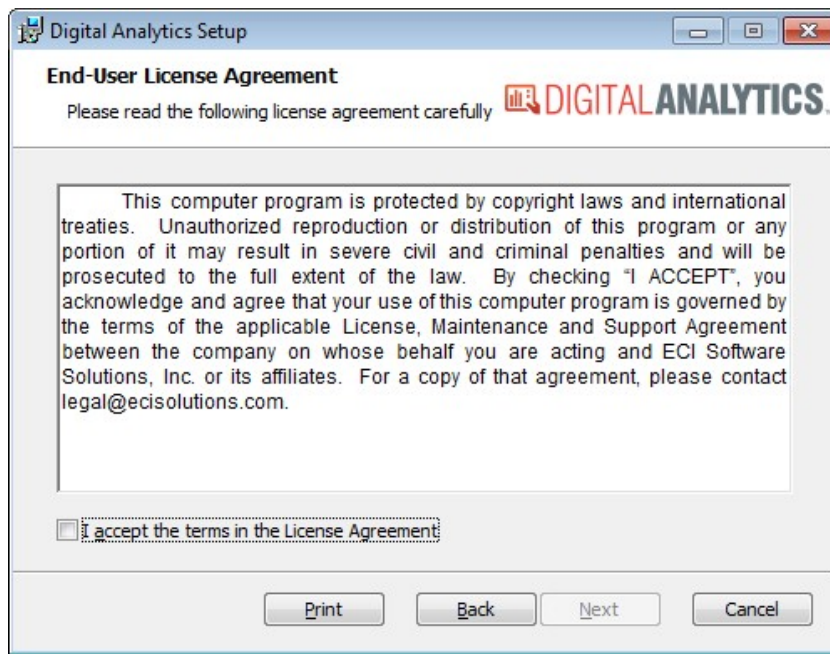 Digital Analytics Setup
End-User License Agreement
Please read the following license agreement carefully
DIGITALANALYTICS
This computer program is protected by copyright laws and international
treaties. Unauthorized reproduction or distribution of this program or any
portion of it may result in severe civil and criminal penalties and will be
prosecuted to the full extent of the law. By checking “I ACCEPT”, you
acknowledge and agree that your use of this computer program is governed by
the terms of the applicable License, Maintenance and Support Agreement
between the company on whose behalf you are acting and ECI Software
Solutions, Inc. or its affiliates. For a copy of that agreement, please contact
legal@ecisolutions.com.
I accept the terms in the License Agreement
Print Back Next Cancel